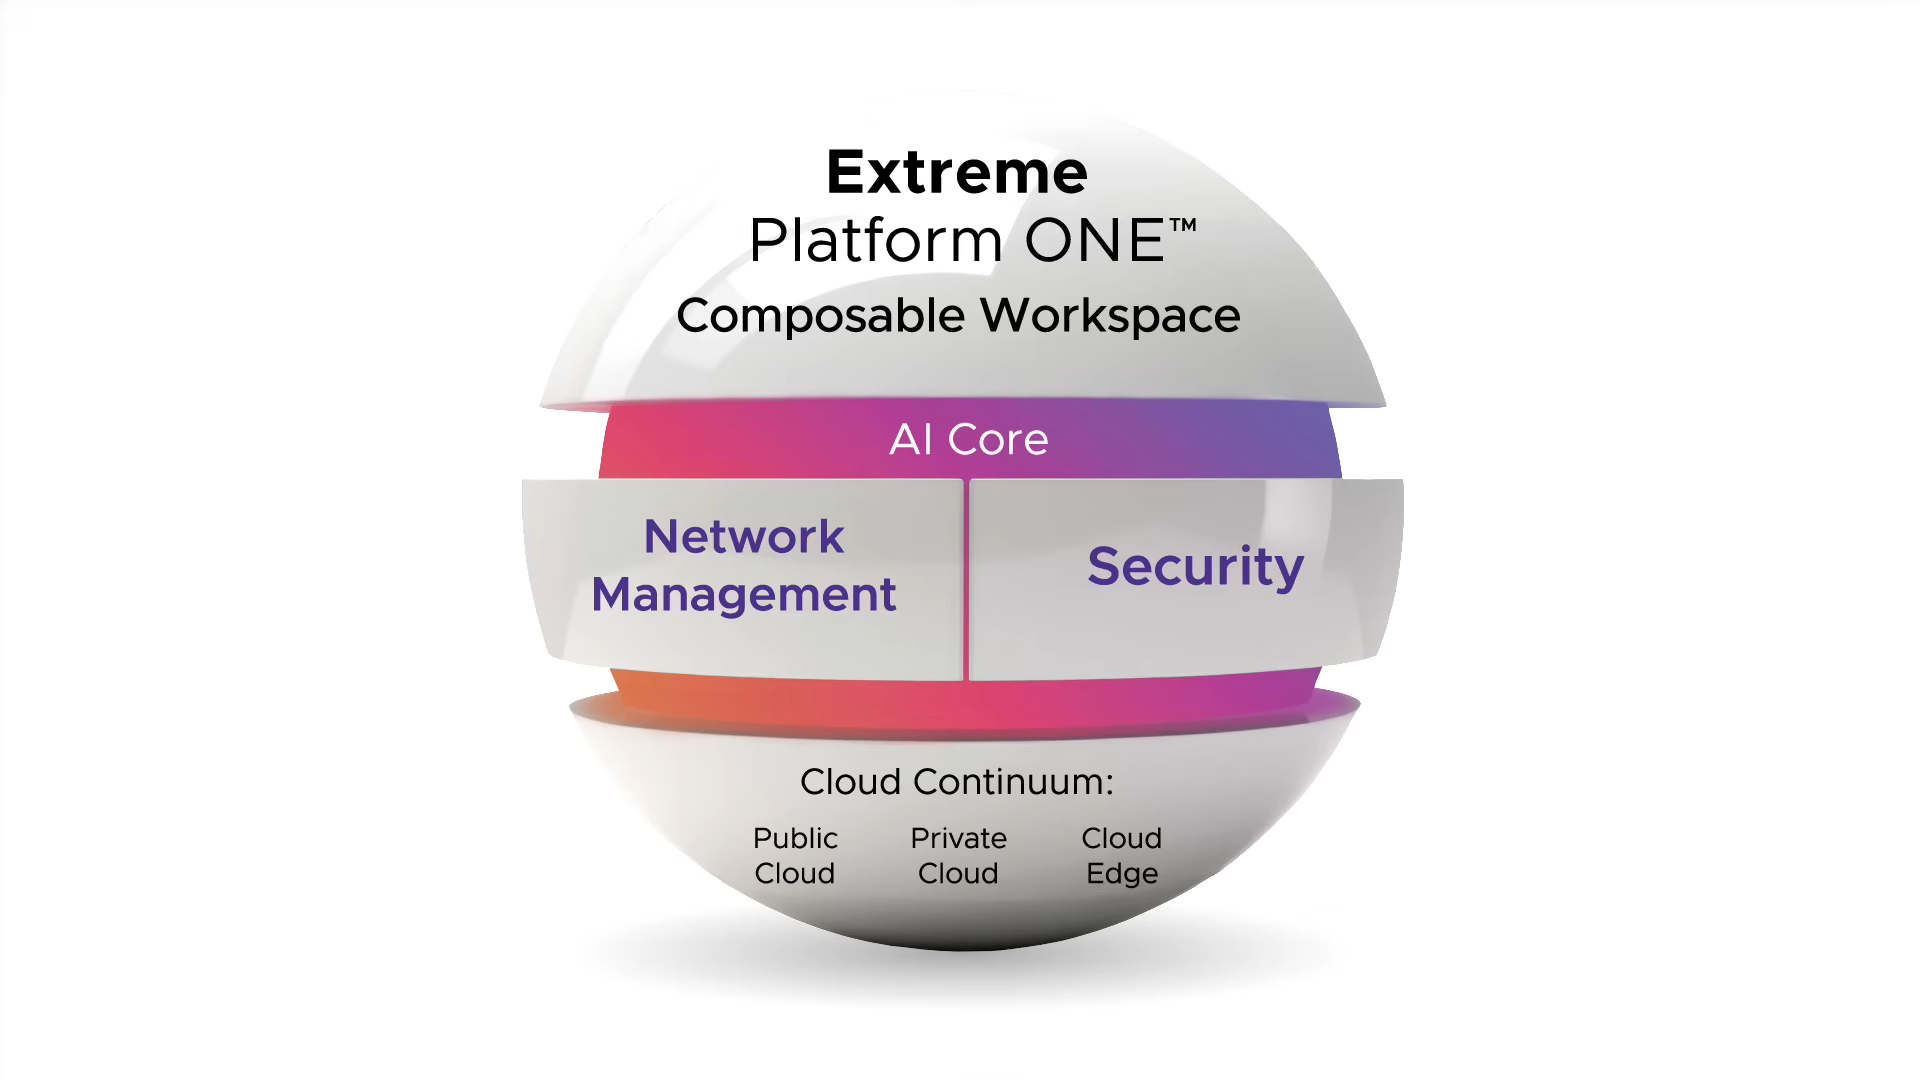 Extreme
Platform ONE™
Composable Workspace
AI Core
Network
Management
Security
Cloud Continuum:
Public
Cloud
Private
Cloud
Cloud
Edge